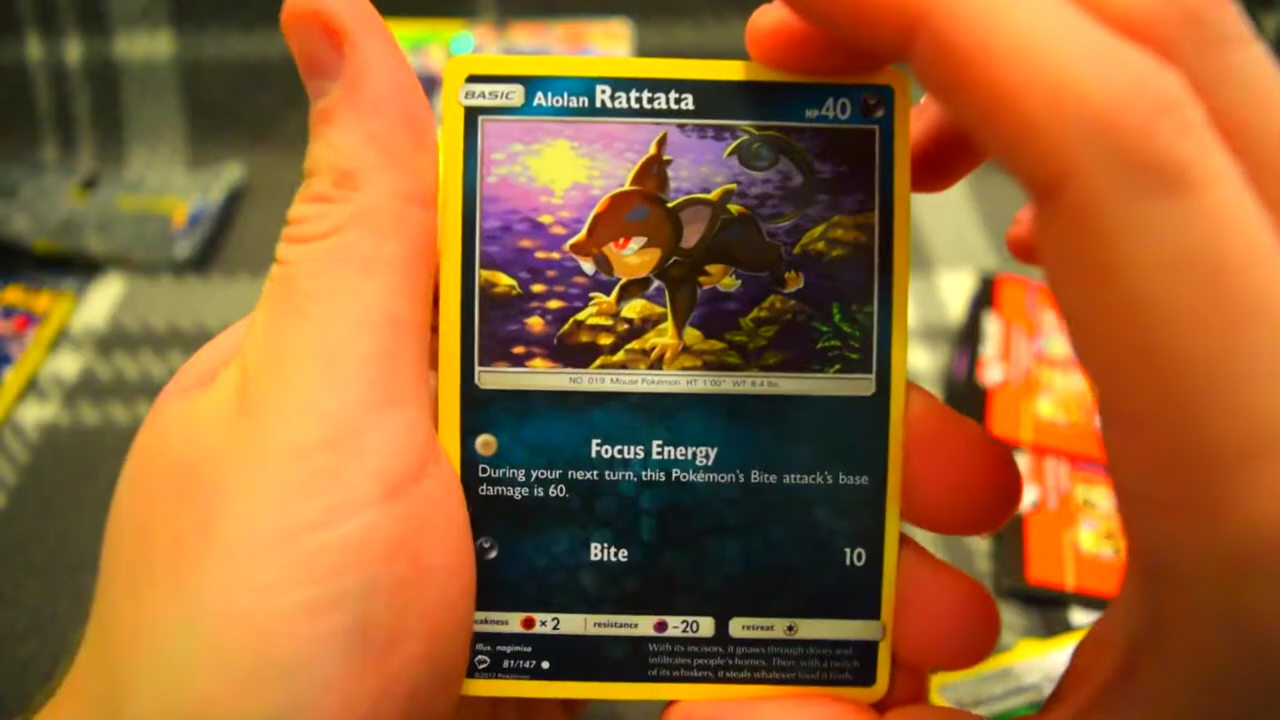 BASIC Alolan Rattata HP 40
NO. 019 Mouse Pokémon HT: 1'00" WT: 8.4 lbs.
Focus Energy
During your next turn, this Pokémon's Bite attack's base
damage is 60.
Bite 10
eakness ×2 resistance -20 retreat
Illus. nagimiso
81/147
©2017 Pokémon
With its incisors, it gnaws through doors and
infiltrates people's homes. Then, with a twitch
of its whiskers, it steals whatever food it finds.